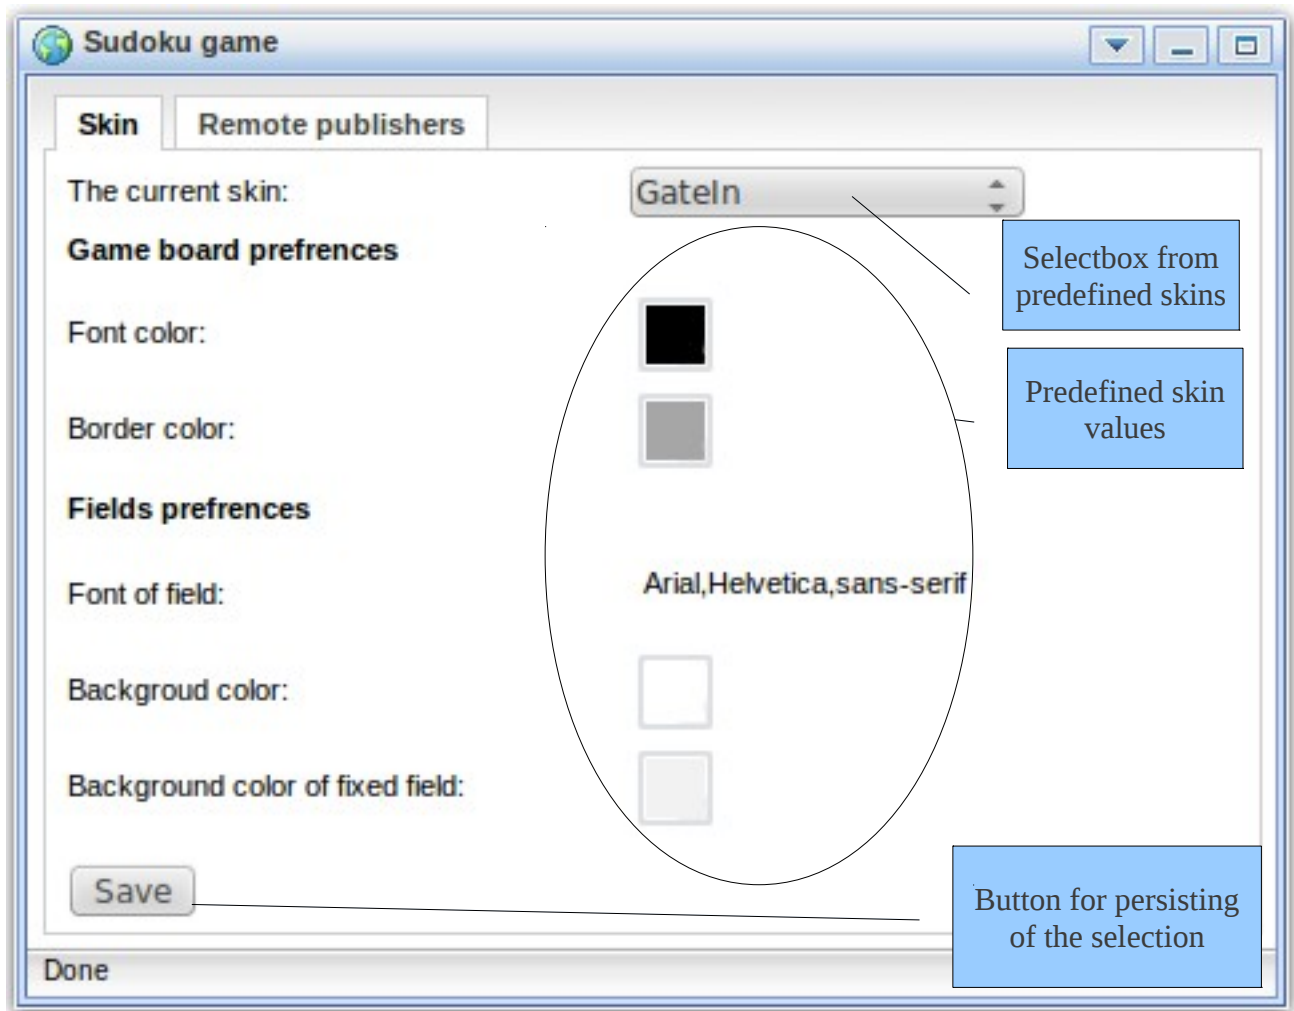 Sudoku game
Skin
Remote publishers
The current skin:
GateIn
Selectbox from
predefined skins
Game board prefrences
Font color:
Predefined skin
values
Border color:
Fields prefrences
Font of field:
Arial,Helvetica,sans-serif
Backgroud color:
Background color of fixed field:
Save
Button for persisting
of the selection
Done